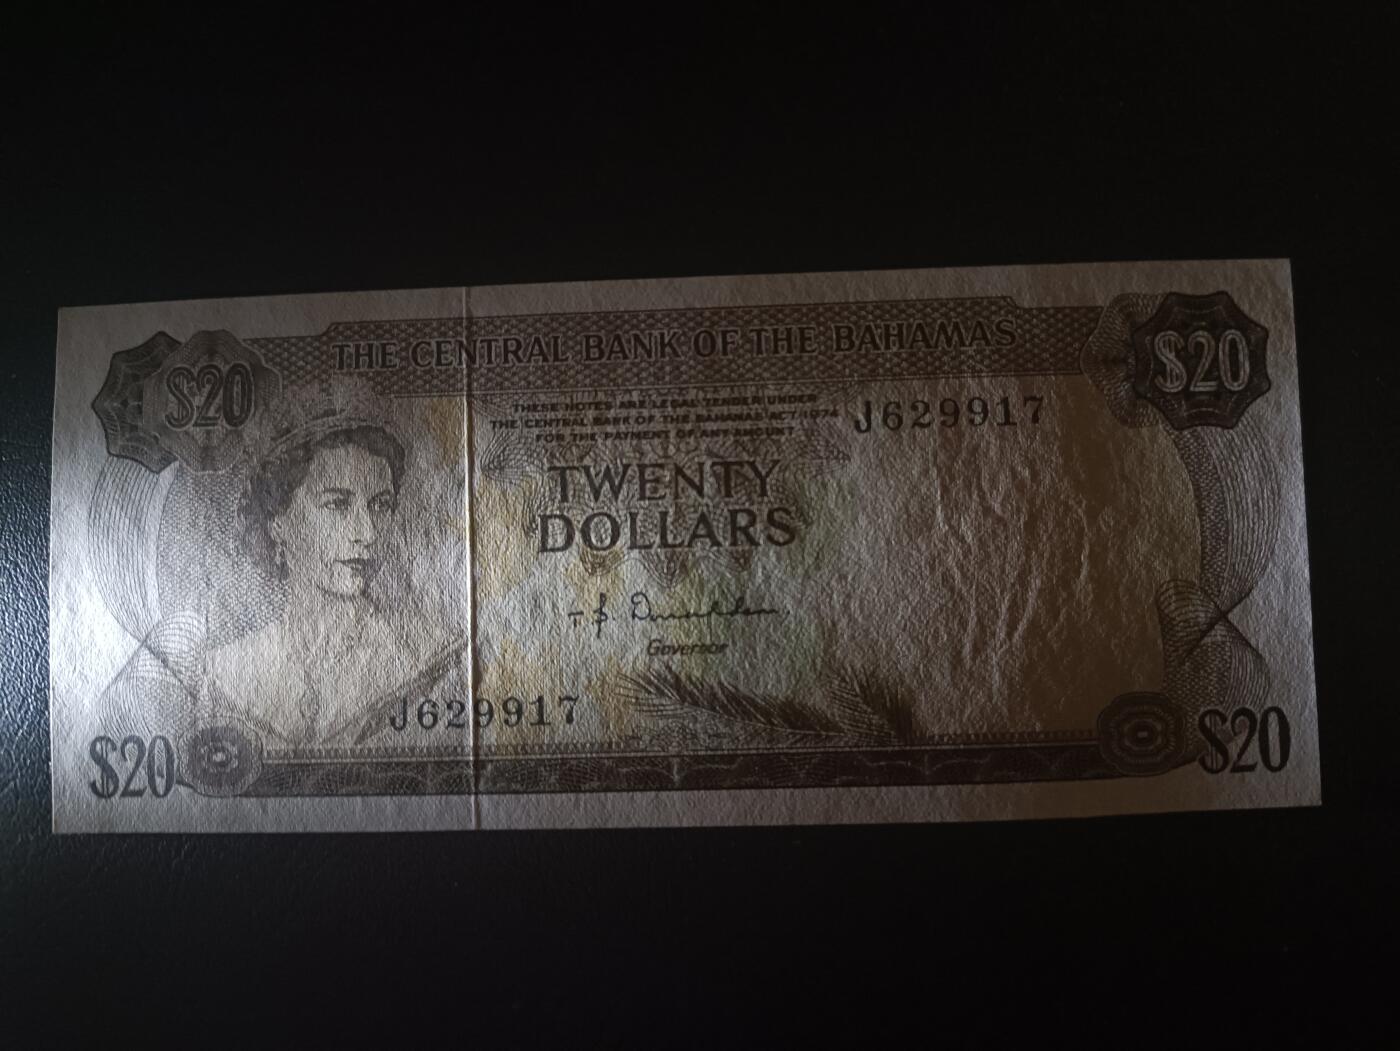 $20
THE CENTRAL BANK OF THE BAHAMAS
$20
THESE NOTES ARE LEGAL TENDER UNDER
THE CENTRAL BANK OF THE BAHAMAS ACT 1974
FOR THE PAYMENT OF ANY AMOUNT
J629917
TWENTY
DOLLARS
T B Donaldson
Governor
J629917
$20
$20